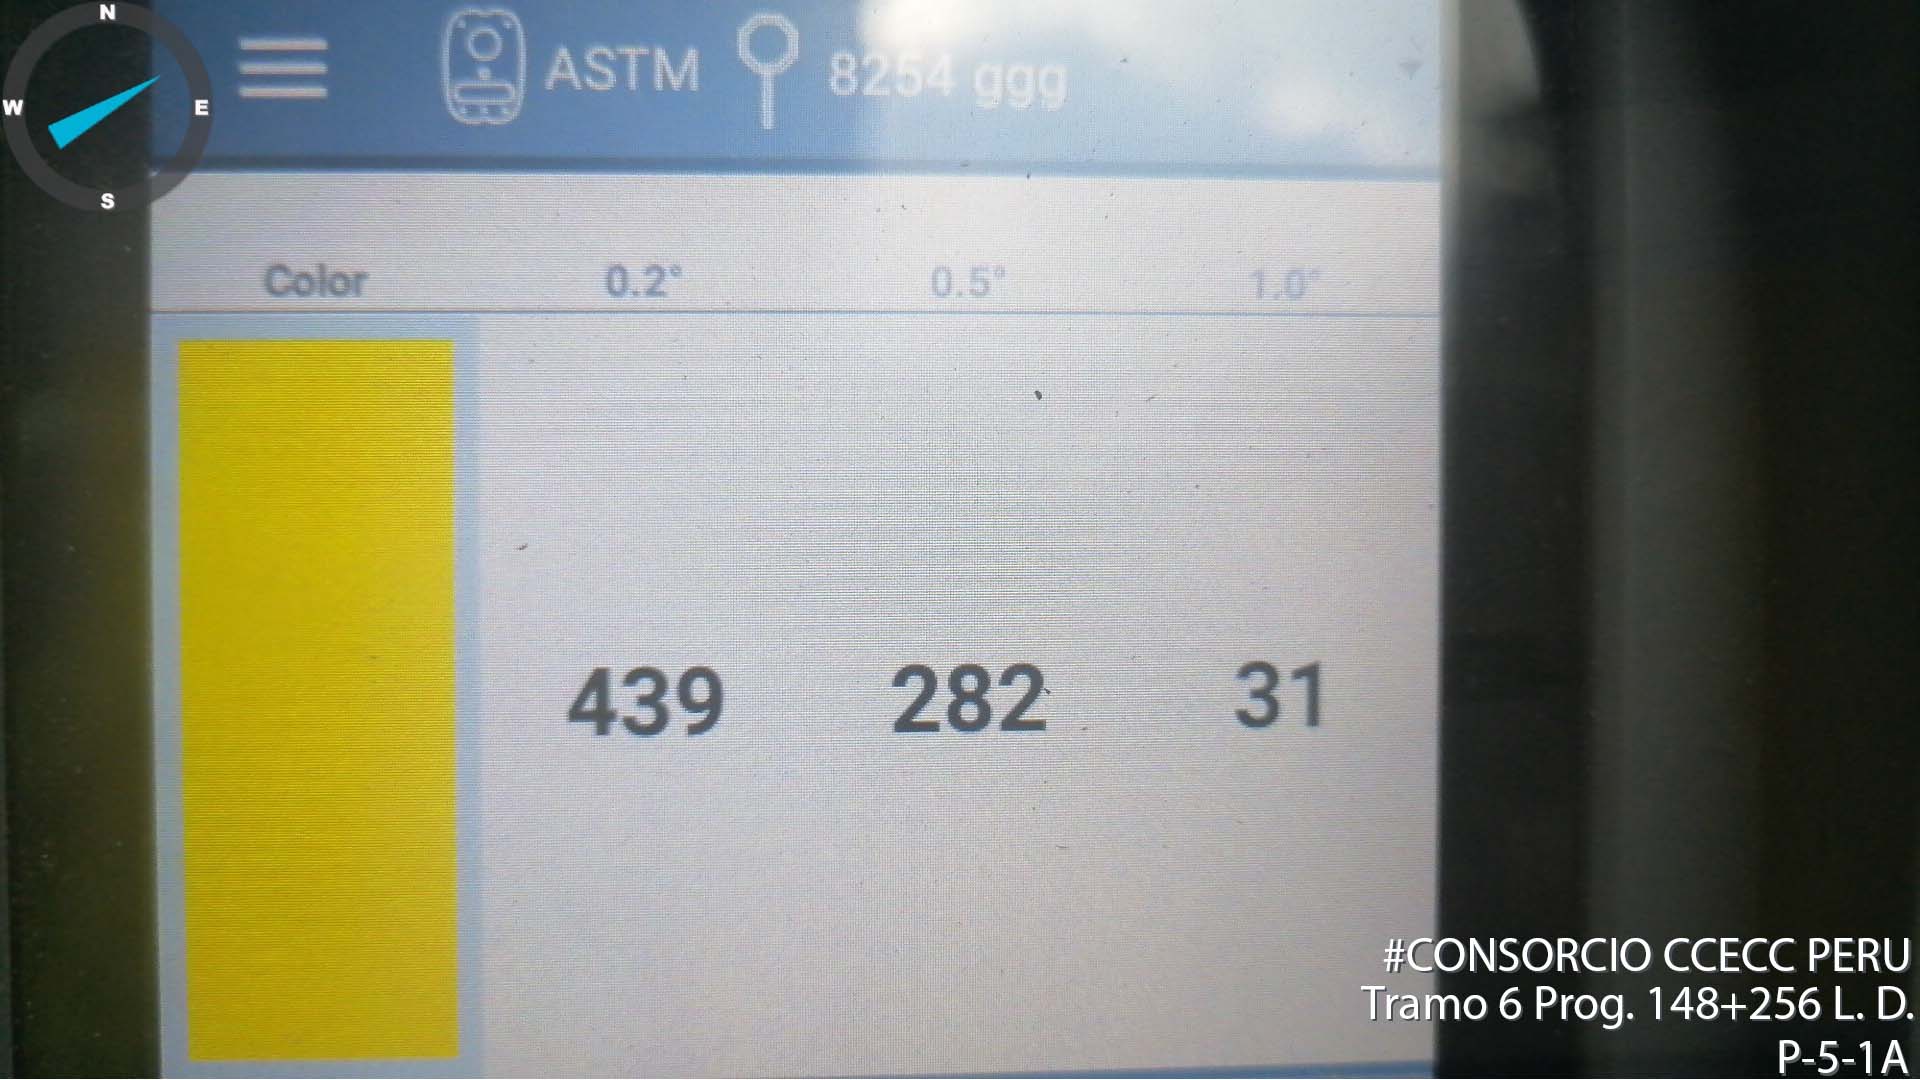 N
W E
S
ASTM 8254 ggg
Color 0.2° 0.5° 1.0°
439 282 31
#CONSORCIO CCECC PERU
Tramo 6 Prog. 148+256 L. D.
P-5-1A